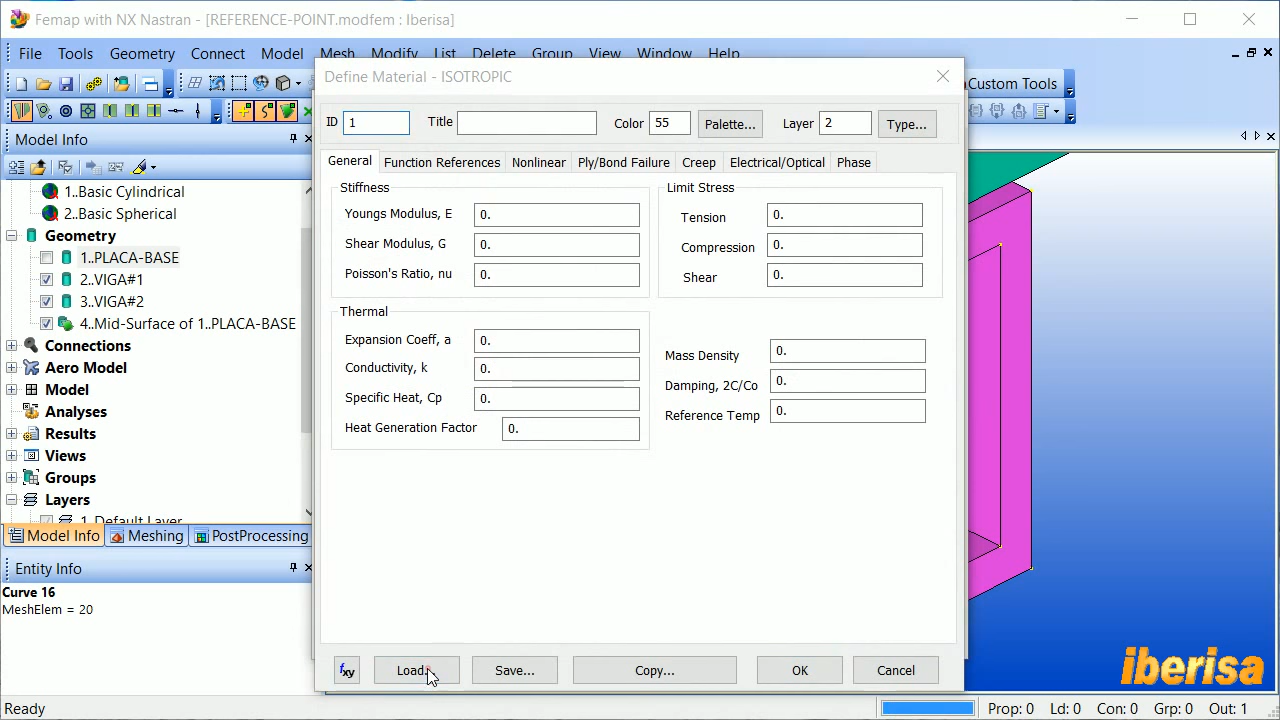 Femap with NX Nastran - [REFERENCE-POINT.modfem : Iberisa]
File Tools Geometry Connect Model Mesh Modify List Delete Group View Window Help
Custom Tools
Model Info
1..Basic Cylindrical
2..Basic Spherical
Geometry
1..PLACA-BASE
2..VIGA#1
3..VIGA#2
4..Mid-Surface of 1..PLACA-BASE
Connections
Aero Model
Model
Analyses
Results
Views
Groups
Layers
1..Default Layer
Model Info Meshing PostProcessing
Entity Info
Curve 16
MeshElem = 20
Define Material - ISOTROPIC
ID 1 Title Color 55 Palette... Layer 2 Type...
General Function References Nonlinear Ply/Bond Failure Creep Electrical/Optical Phase
Stiffness
Youngs Modulus, E 0.
Shear Modulus, G 0.
Poisson's Ratio, nu 0.
Limit Stress
Tension 0.
Compression 0.
Shear 0.
Thermal
Expansion Coeff, a 0.
Conductivity, k 0.
Specific Heat, Cp 0.
Heat Generation Factor 0.
Mass Density 0.
Damping, 2C/Co 0.
Reference Temp 0.
fxy Load... Save... Copy... OK Cancel
iberisa
Ready Prop: 0 Ld: 0 Con: 0 Grp: 0 Out: 1